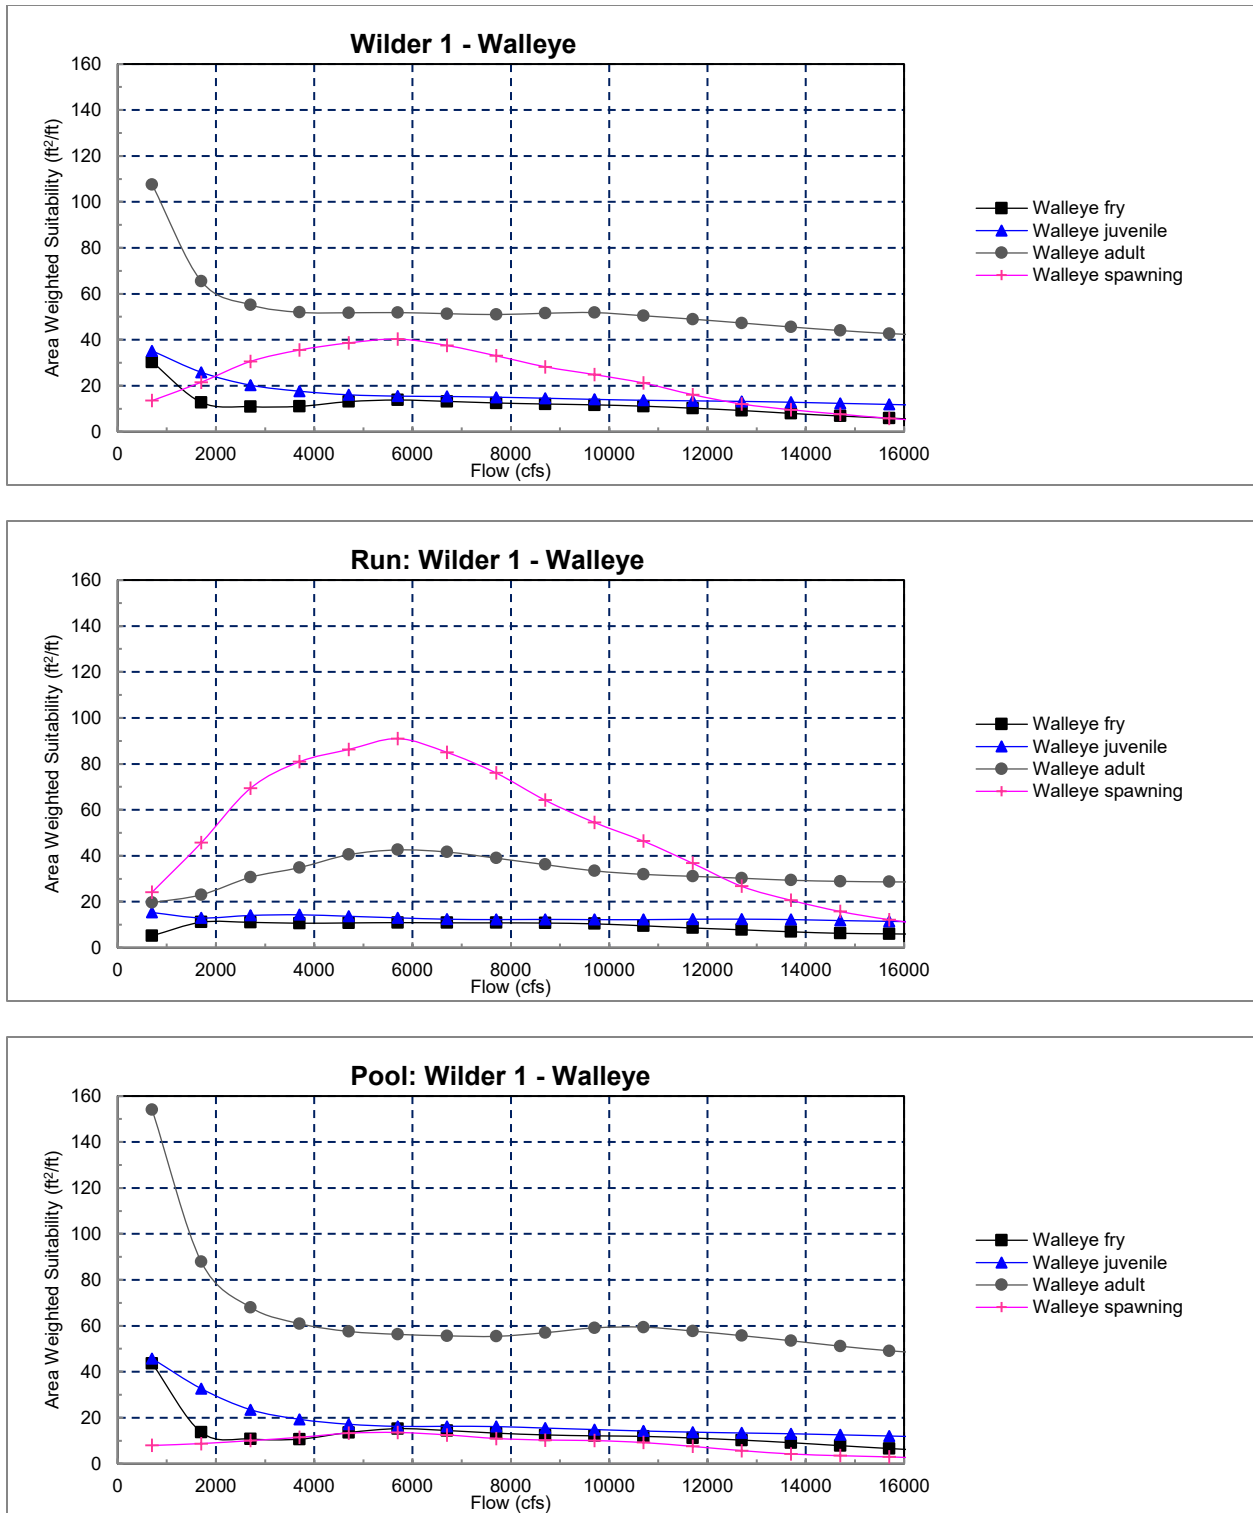 Wilder 1 - Walleye
Area Weighted Suitability (ft²/ft)
160
140
120
100
80
60
40
20
0
0 2000 4000 6000 8000 10000 12000 14000 16000
Flow (cfs)
Walleye fry
Walleye juvenile
Walleye adult
Walleye spawning
Run: Wilder 1 - Walleye
Area Weighted Suitability (ft²/ft)
160
140
120
100
80
60
40
20
0
0 2000 4000 6000 8000 10000 12000 14000 16000
Flow (cfs)
Walleye fry
Walleye juvenile
Walleye adult
Walleye spawning
Pool: Wilder 1 - Walleye
Area Weighted Suitability (ft²/ft)
160
140
120
100
80
60
40
20
0
0 2000 4000 6000 8000 10000 12000 14000 16000
Flow (cfs)
Walleye fry
Walleye juvenile
Walleye adult
Walleye spawning